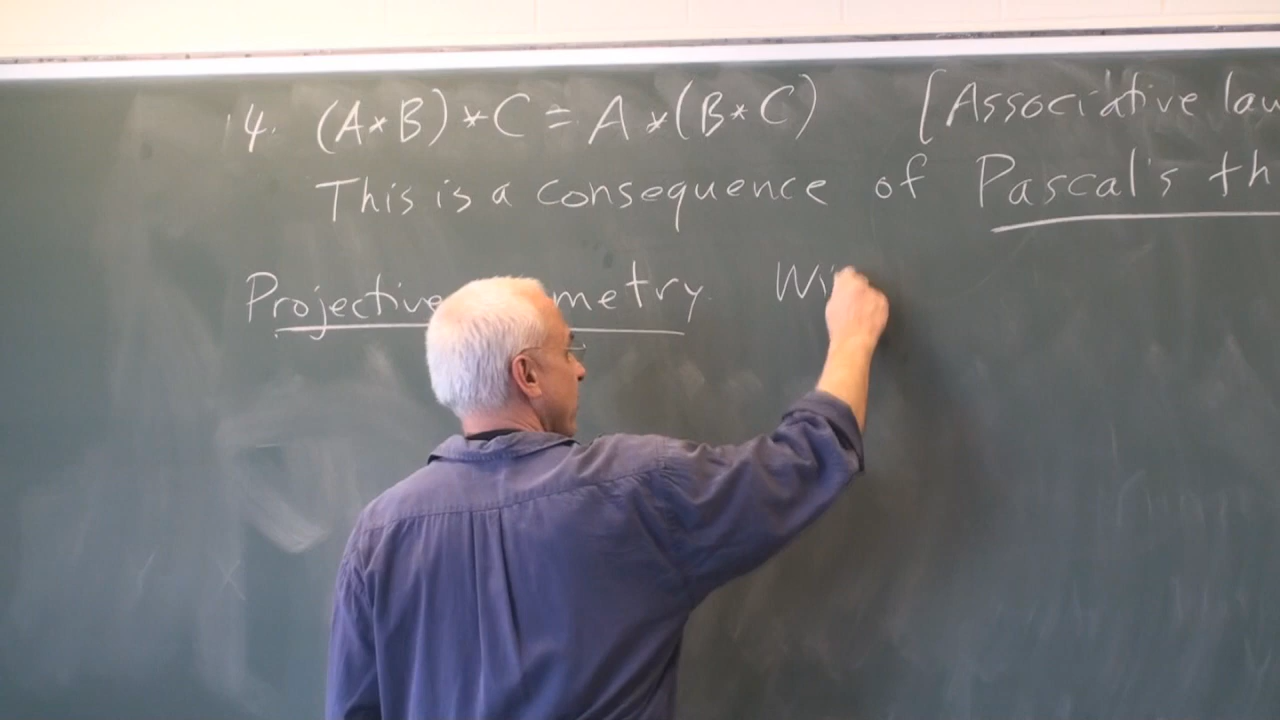 4. (A*B)*C = A*(B*C) [Associative law
This is a consequence of Pascal's th
Projective metry. Wi